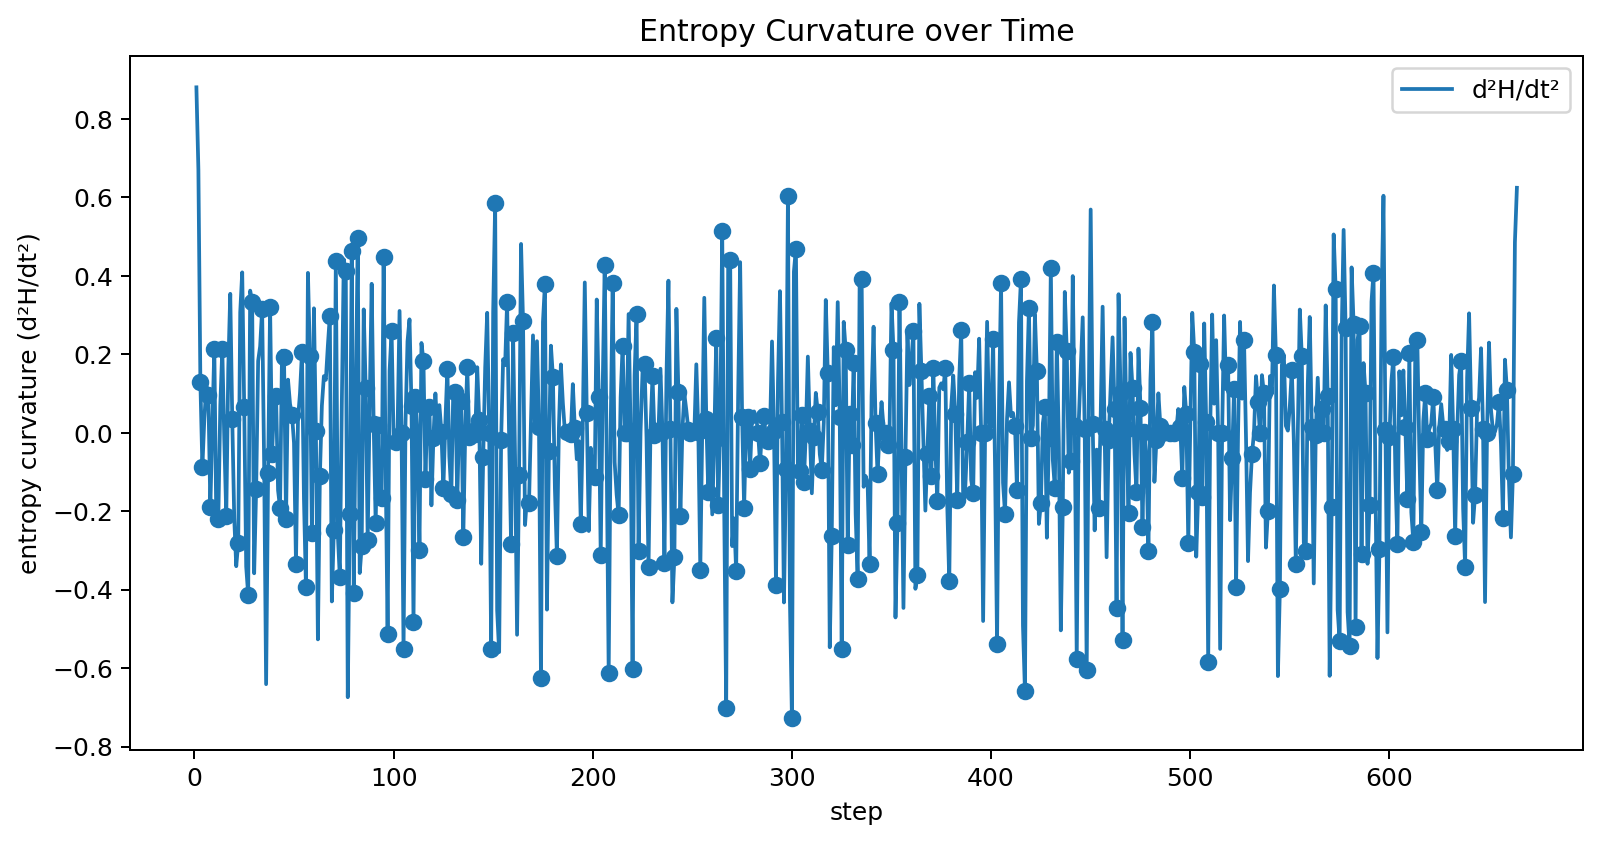 Entropy Curvature over Time
d²H/dt²
entropy curvature (d²H/dt²)
0.8
0.6
0.4
0.2
0.0
−0.2
−0.4
−0.6
−0.8
0 100 200 300 400 500 600
step